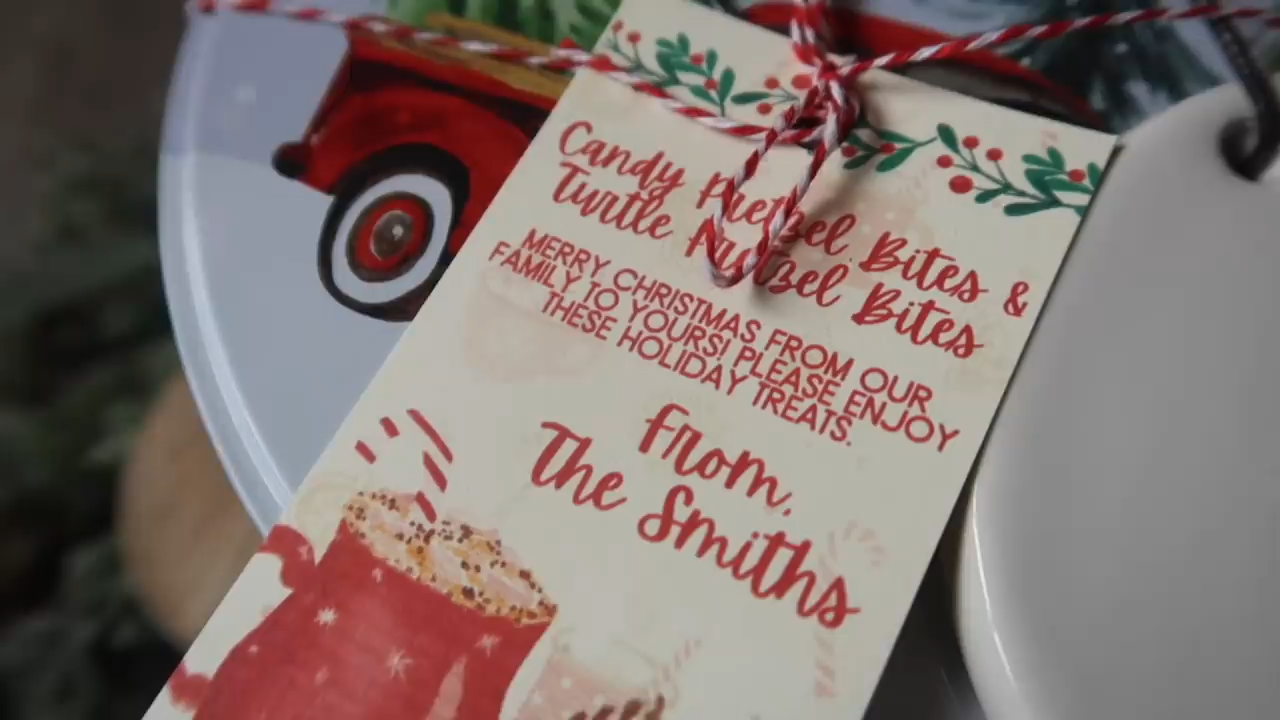 Candy Pretzel Bites &
Turtle Pretzel Bites
MERRY CHRISTMAS FROM OUR
FAMILY TO YOURS! PLEASE ENJOY
THESE HOLIDAY TREATS.
From,
The Smiths